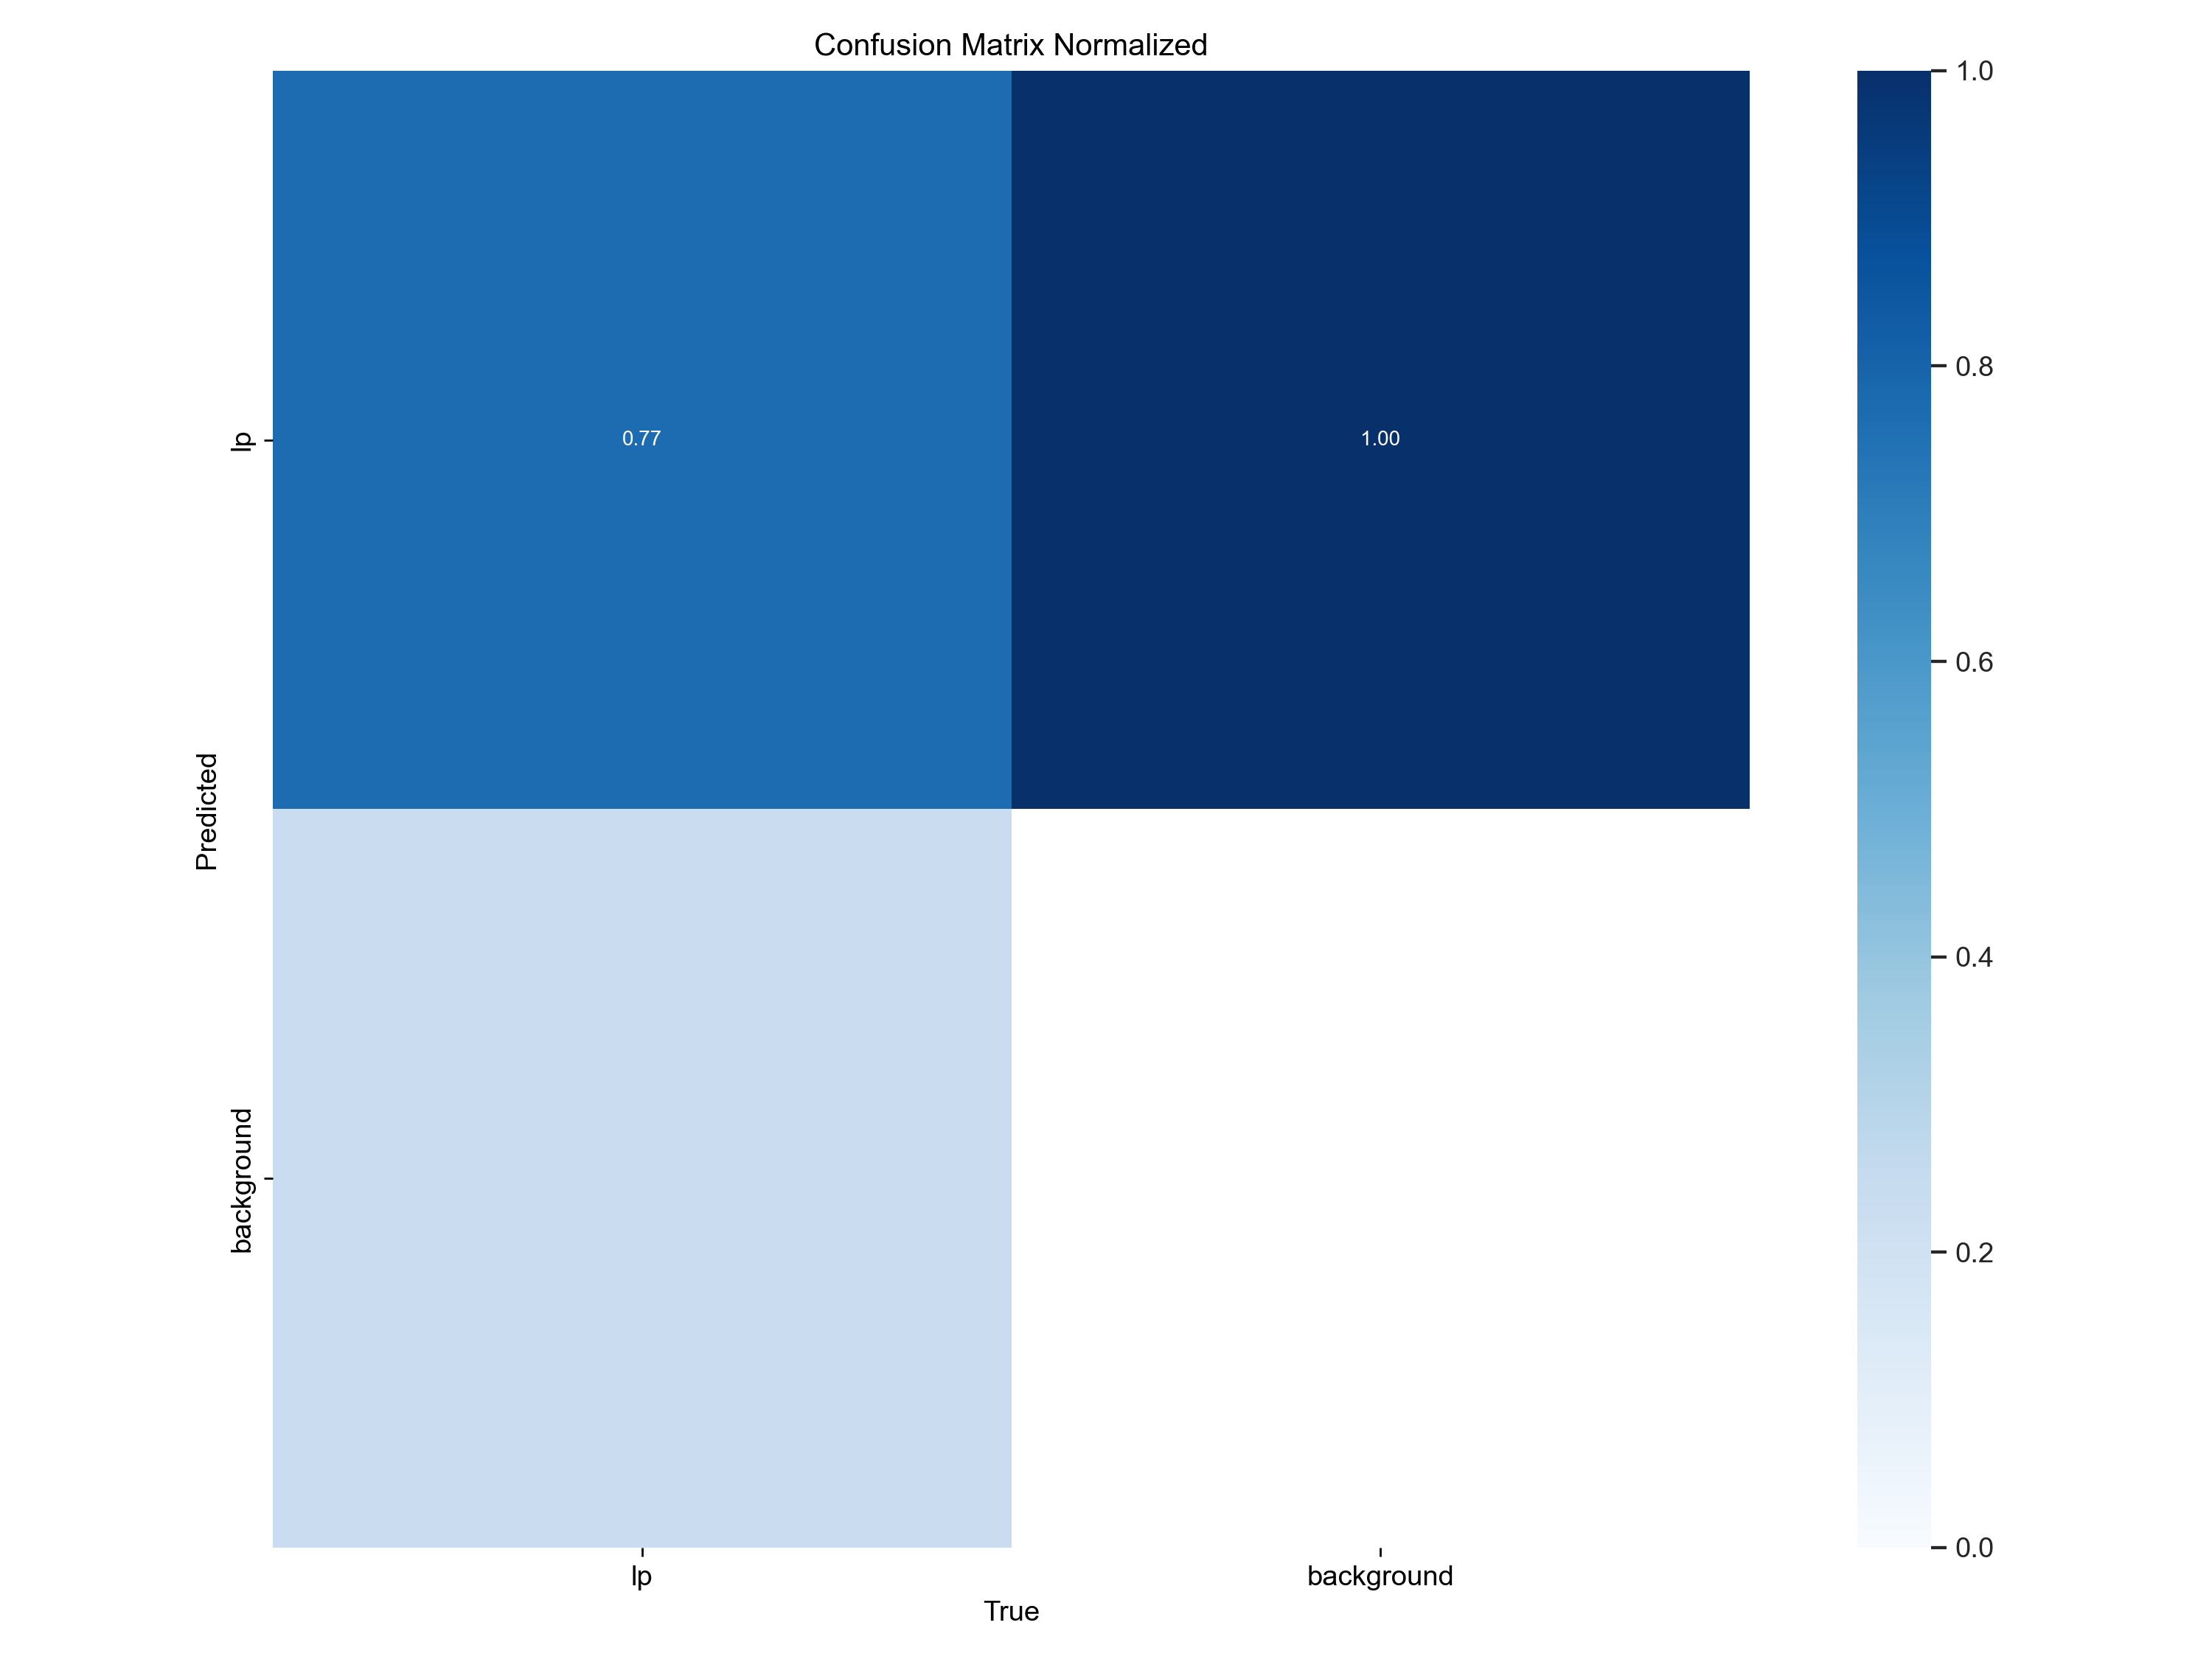 Confusion Matrix Normalized
1.0
0.8
lp
0.77
1.00
0.6
Predicted
0.4
background
0.2
0.0
lp
background
True